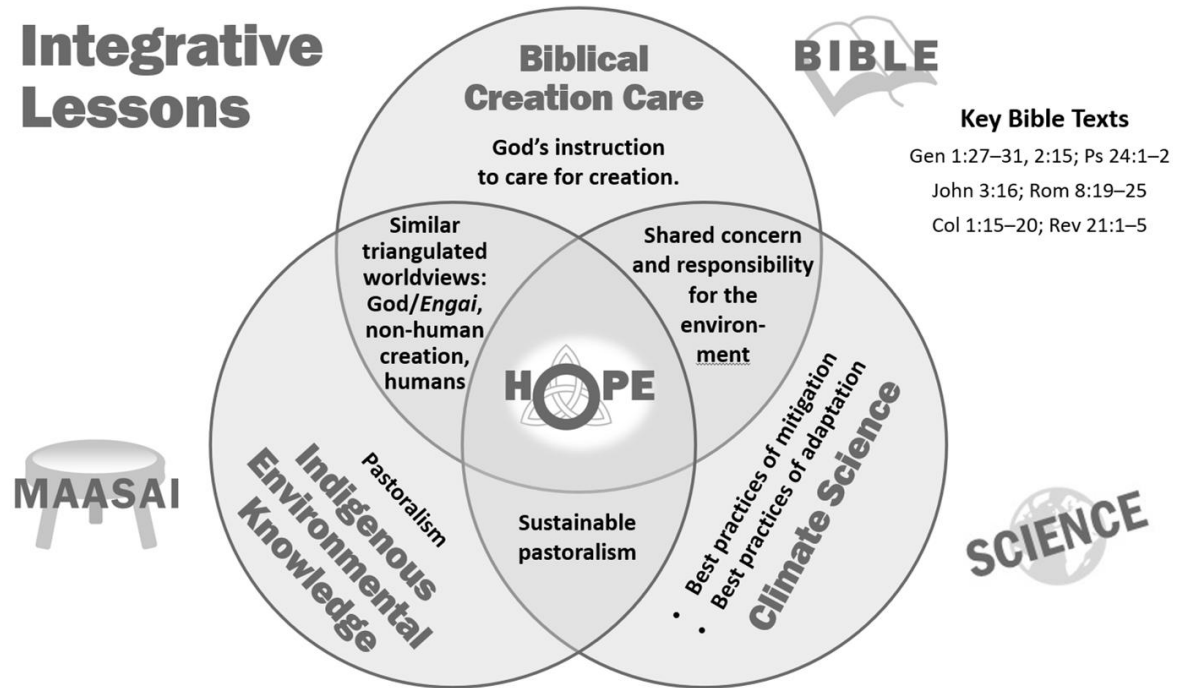 Integrative
Lessons
Biblical
Creation Care
God’s instruction
to care for creation.
BIBLE
Key Bible Texts
Gen 1:27–31, 2:15; Ps 24:1–2
John 3:16; Rom 8:19–25
Col 1:15–20; Rev 21:1–5
Similar
triangulated
worldviews:
God/Engai,
non-human
creation,
humans
Shared concern
and responsibility
for the
environ-
ment
HOPE
MAASAI
Pastoralism
Indigenous
Environmental
Knowledge
Sustainable
pastoralism
• Best practices of mitigation
• Best practices of adaptation
Climate Science
SCIENCE